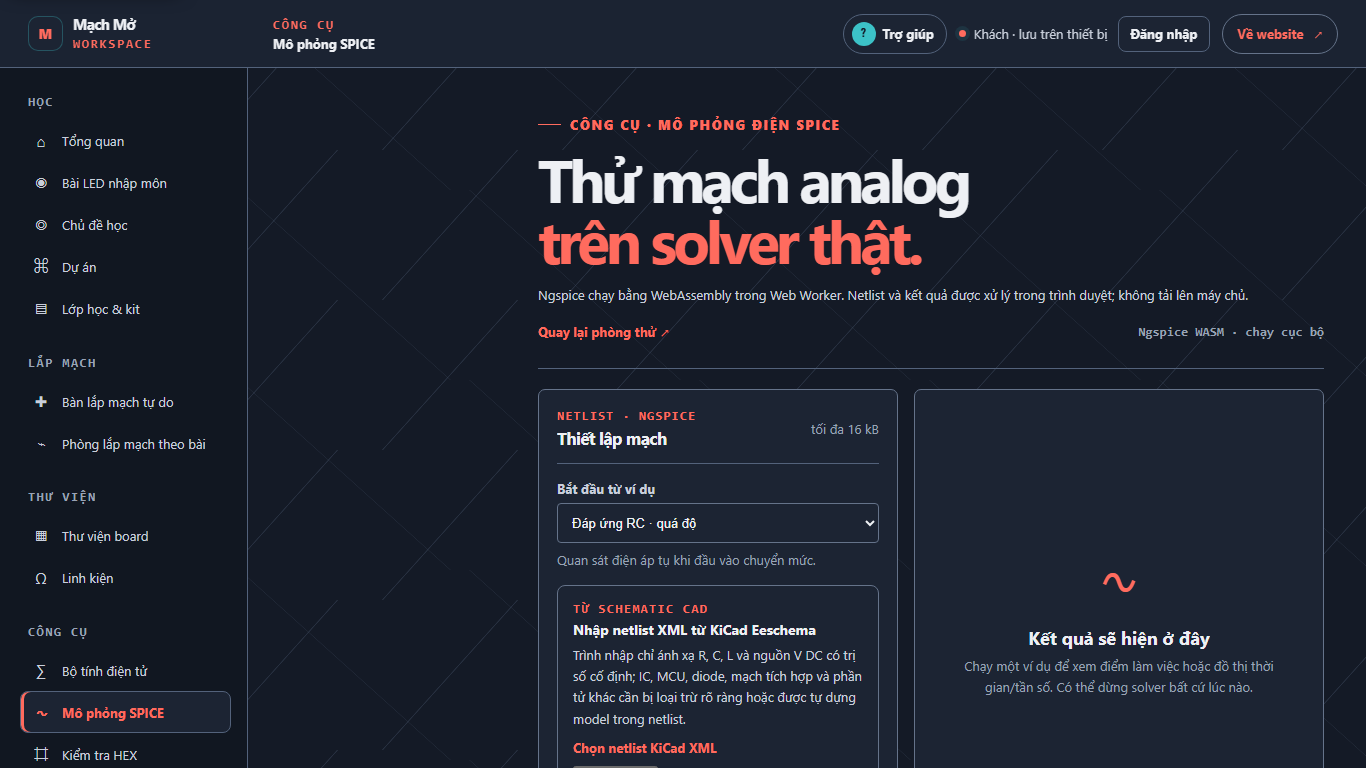 M
Mạch Mở
WORKSPACE
CÔNG CỤ
Mô phỏng SPICE
? Trợ giúp
Khách · lưu trên thiết bị
Đăng nhập
Về website ↗
HỌC
Tổng quan
Bài LED nhập môn
Chủ đề học
Dự án
Lớp học & kit
LẮP MẠCH
Bàn lắp mạch tự do
Phòng lắp mạch theo bài
THƯ VIỆN
Thư viện board
Ω Linh kiện
CÔNG CỤ
∑ Bộ tính điện tử
Mô phỏng SPICE
Kiểm tra HEX
CÔNG CỤ · MÔ PHỎNG ĐIỆN SPICE
Thử mạch analog
trên solver thật.
Ngspice chạy bằng WebAssembly trong Web Worker. Netlist và kết quả được xử lý trong trình duyệt; không tải lên máy chủ.
Quay lại phòng thử ↗
Ngspice WASM · chạy cục bộ
NETLIST · NGSPICE
Thiết lập mạch
tối đa 16 kB
Bắt đầu từ ví dụ
Đáp ứng RC · quá độ
Quan sát điện áp tụ khi đầu vào chuyển mức.
TỪ SCHEMATIC CAD
Nhập netlist XML từ KiCad Eeschema
Trình nhập chỉ ánh xạ R, C, L và nguồn V DC có trị
số cố định; IC, MCU, diode, mạch tích hợp và phần
tử khác cần bị loại trừ rõ ràng hoặc được tự dựng
model trong netlist.
Chọn netlist KiCad XML
Kết quả sẽ hiện ở đây
Chạy một ví dụ để xem điểm làm việc hoặc đồ thị thời
gian/tần số. Có thể dừng solver bất cứ lúc nào.